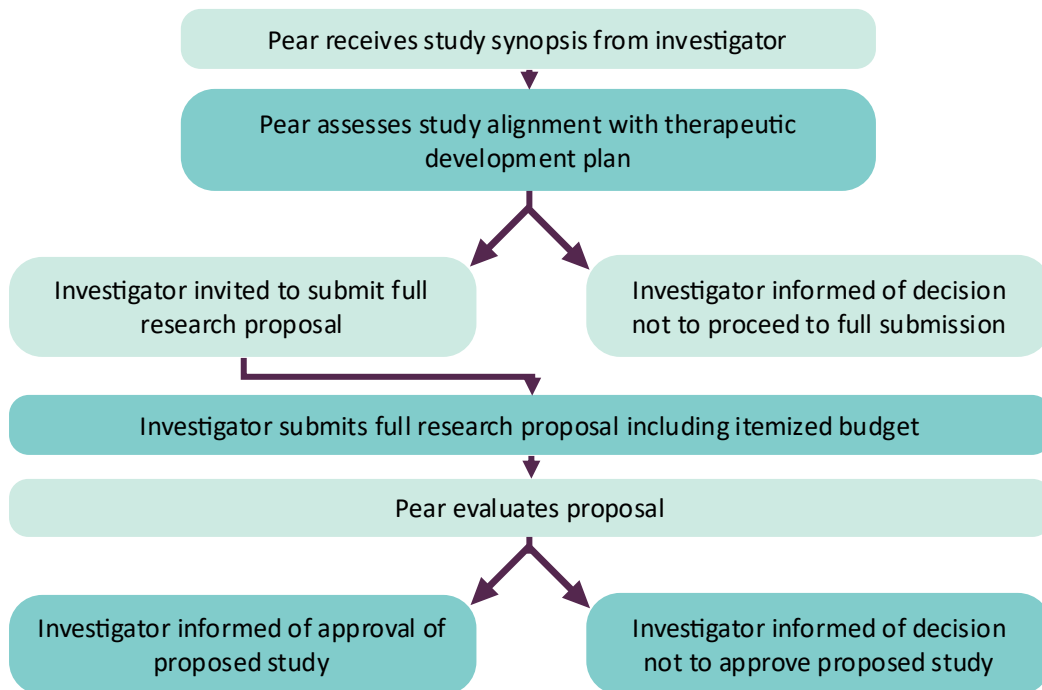 Pear receives study synopsis from investigator
Pear assesses study alignment with therapeutic
development plan
Investigator invited to submit full
research proposal
Investigator informed of decision
not to proceed to full submission
Investigator submits full research proposal including itemized budget
Pear evaluates proposal
Investigator informed of approval of
proposed study
Investigator informed of decision
not to approve proposed study